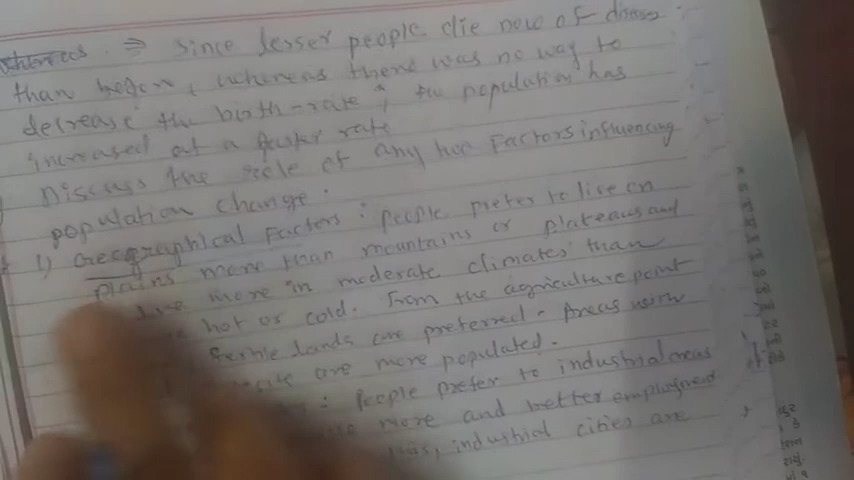 ⇒ since lesser people die now of disease
than before, whereas there was no way to
decrease the birth-rate, the population has
increased at a faster rate
Discuss the role of any two Factors influencing
population change.
1) Geographical Factors: people prefer to live on
plains more than mountains or plateaus and
more in moderate climates than
hot or cold. From the agriculture point
fertile lands are preferred. Areas with
are more populated.
: People prefer to industrial areas
more and better employment
industrial cities are